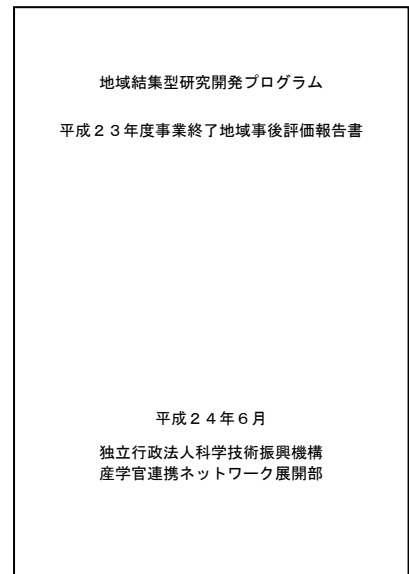 地域結集型研究開発プログラム
平成２３年度事業終了地域事後評価報告書
平成２４年６月
独立行政法人科学技術振興機構
産学官連携ネットワーク展開部